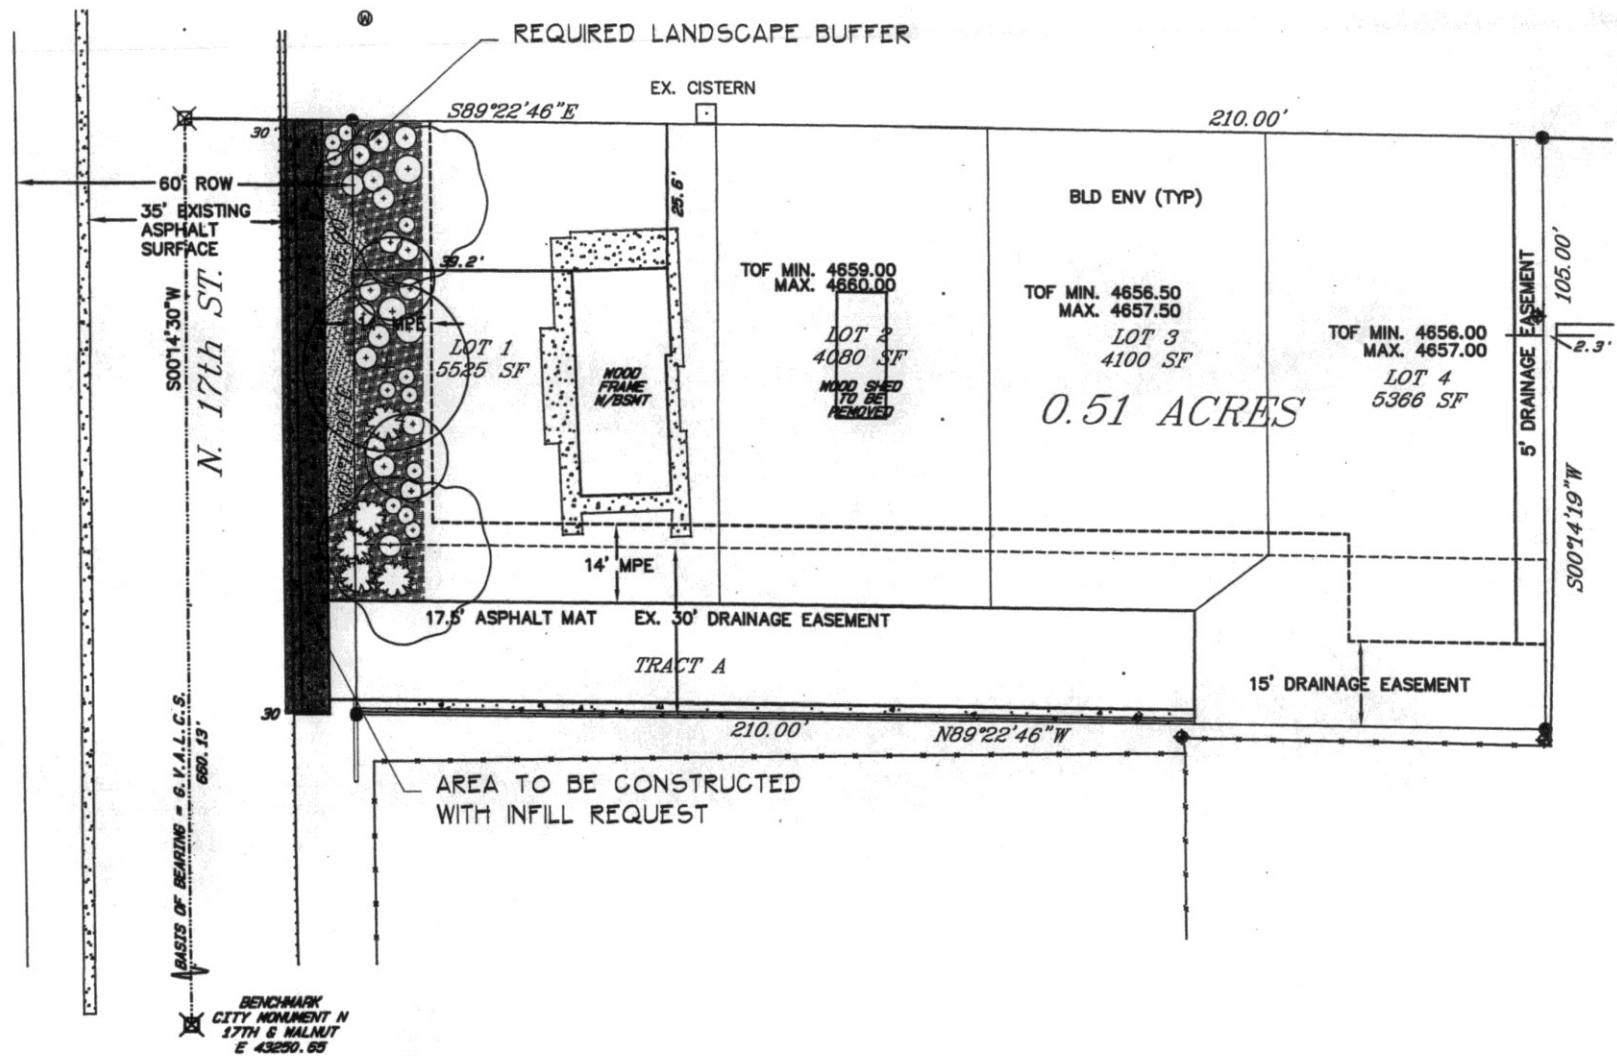 W
REQUIRED LANDSCAPE BUFFER
EX. CISTERN
S89°22'46"E
210.00'
30'
60' ROW
35' EXISTING
ASPHALT
SURFACE
N. 17th ST.
S00°14'30"W
25.6'
39.2'
MPE
LOT 1
5525 SF
WOOD
FRAME
W/BSMT
TOF MIN. 4659.00
MAX. 4660.00
LOT 2
4080 SF
WOOD SHED
TO BE
REMOVED
BLD ENV (TYP)
TOF MIN. 4656.50
MAX. 4657.50
LOT 3
4100 SF
0.51 ACRES
TOF MIN. 4656.00
MAX. 4657.00
LOT 4
5366 SF
5' DRAINAGE EASEMENT
105.00'
2.3'
S00°14'19"W
14' MPE
17.5' ASPHALT MAT
EX. 30' DRAINAGE EASEMENT
TRACT A
15' DRAINAGE EASEMENT
30
210.00'
N89°22'46"W
AREA TO BE CONSTRUCTED
WITH INFILL REQUEST
BASIS OF BEARING = G.V.A.L.C.S.
660.13'
BENCHMARK
CITY MONUMENT N
17TH & WALNUT
E 43250.65